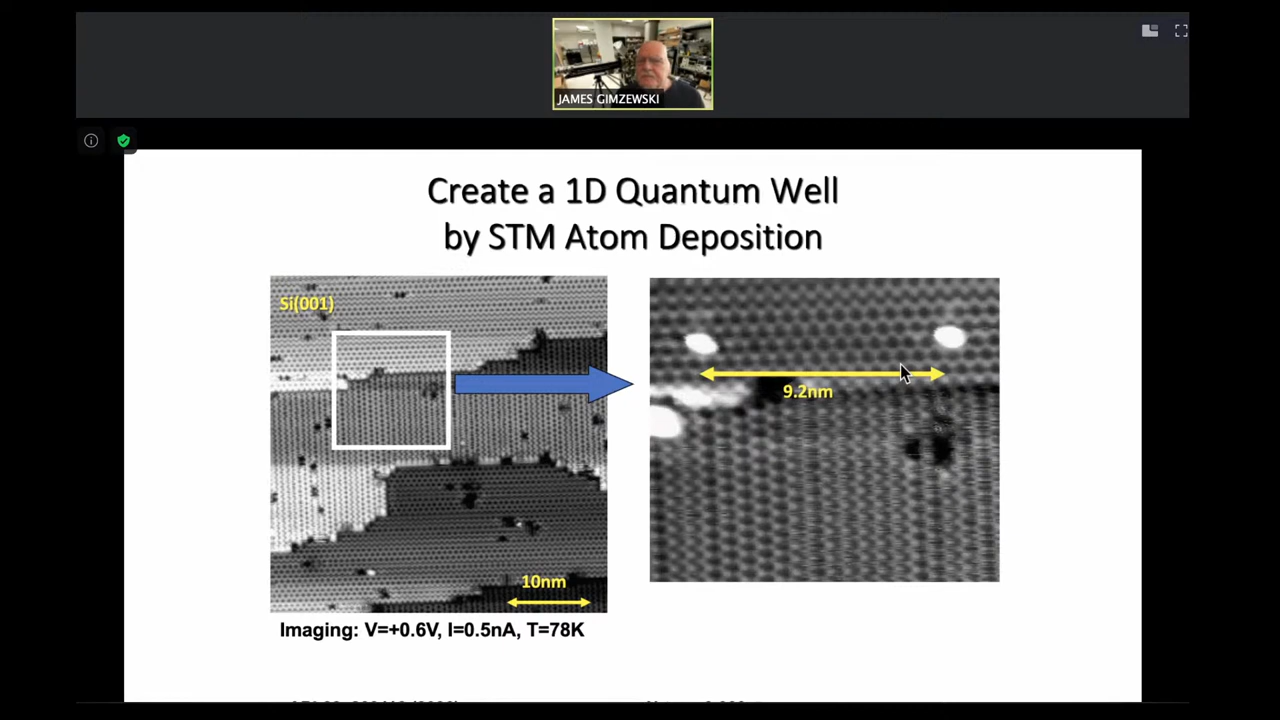 JAMES GIMZEWSKI
Create a 1D Quantum Well
by STM Atom Deposition
Si(001)
9.2nm
10nm
Imaging: V=+0.6V, I=0.5nA, T=78K